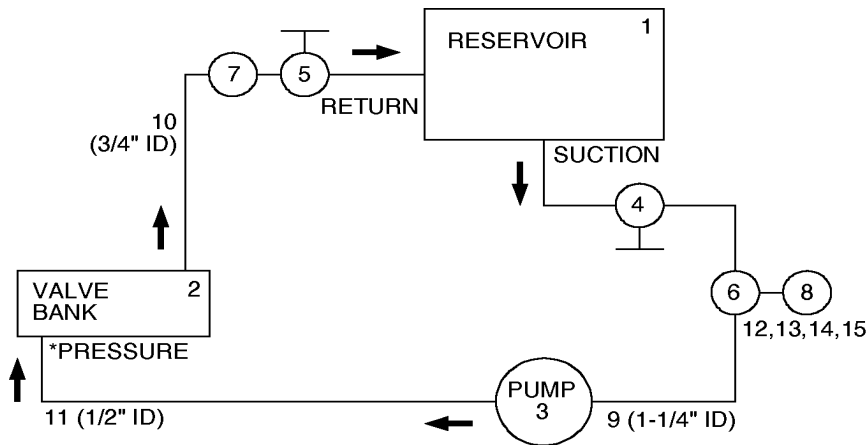 RESERVOIR 1
7
5
RETURN
10
(3/4" ID)
SUCTION
4
VALVE 2
BANK
6
8
12,13,14,15
*PRESSURE
PUMP
3
11 (1/2" ID)
9 (1-1/4" ID)